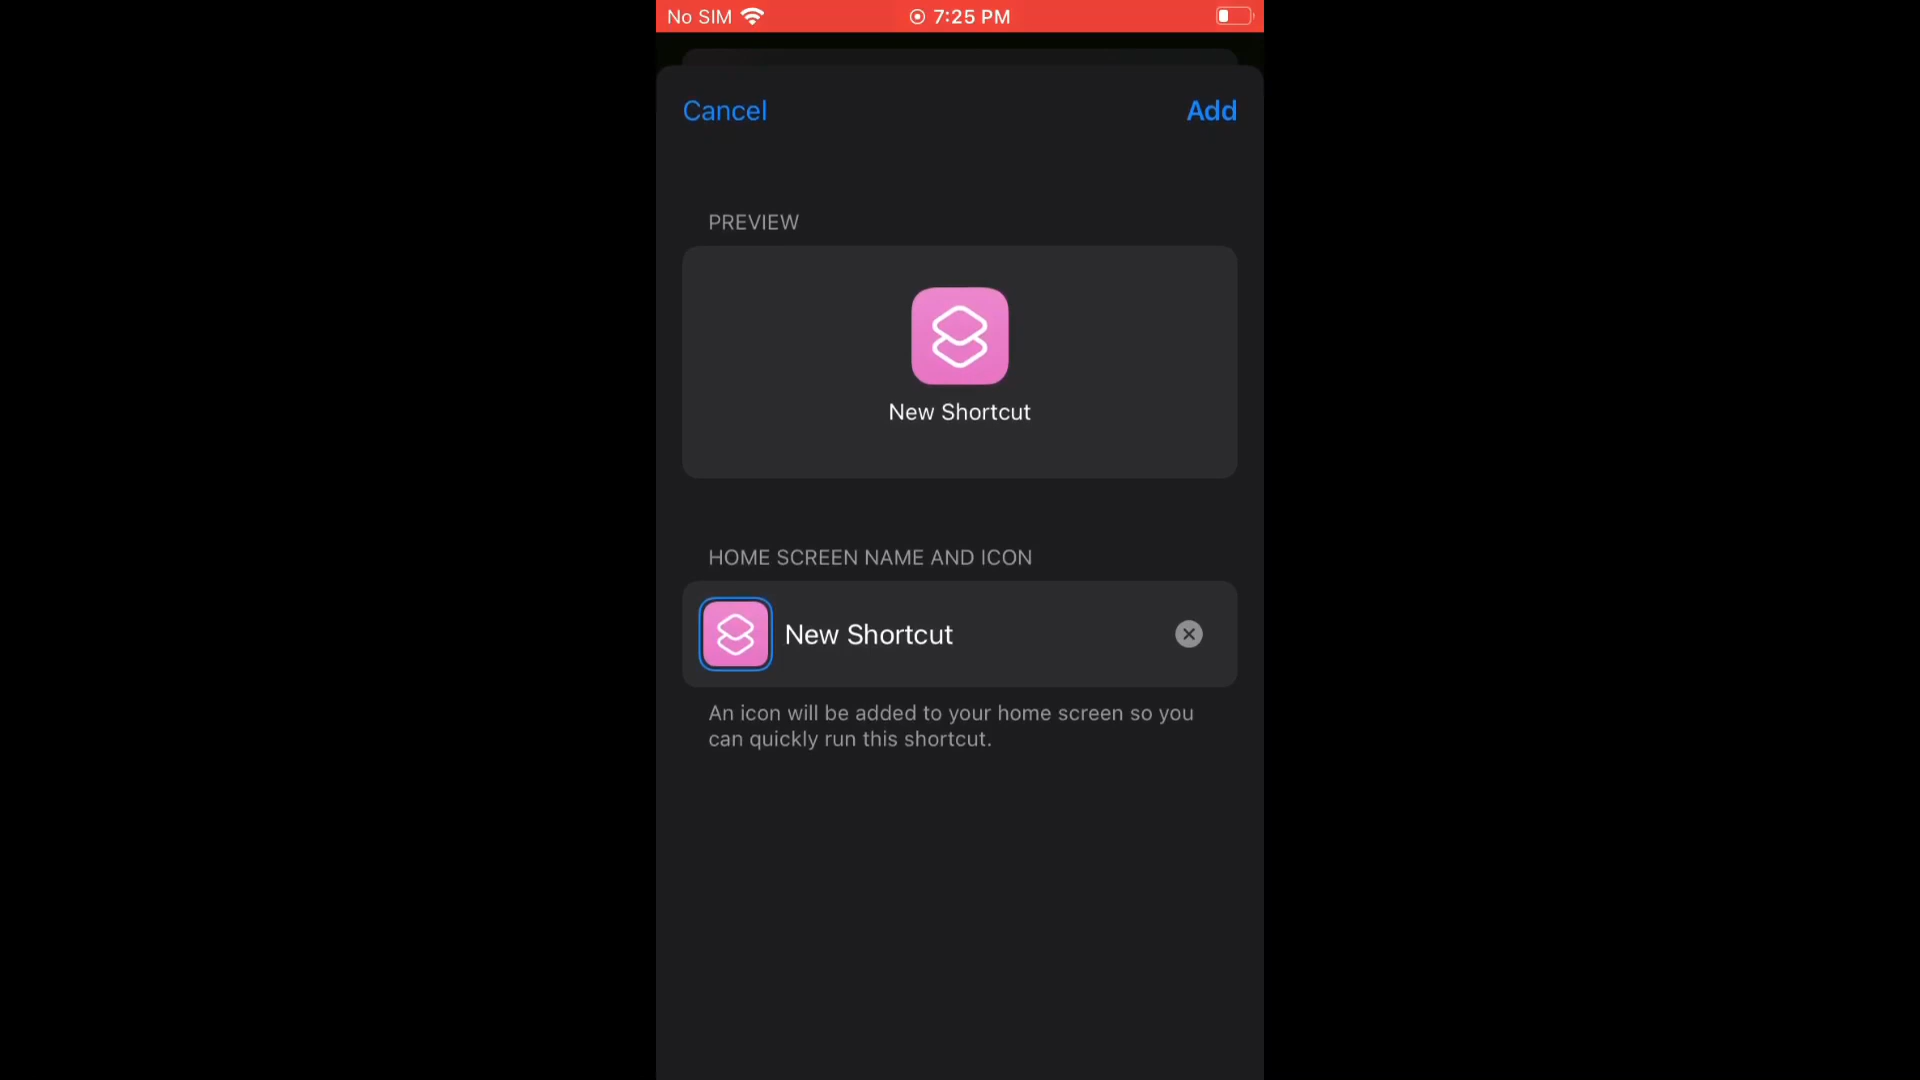 No SIM 7:25 PM
Cancel Add
PREVIEW
New Shortcut
HOME SCREEN NAME AND ICON
New Shortcut
An icon will be added to your home screen so you
can quickly run this shortcut.